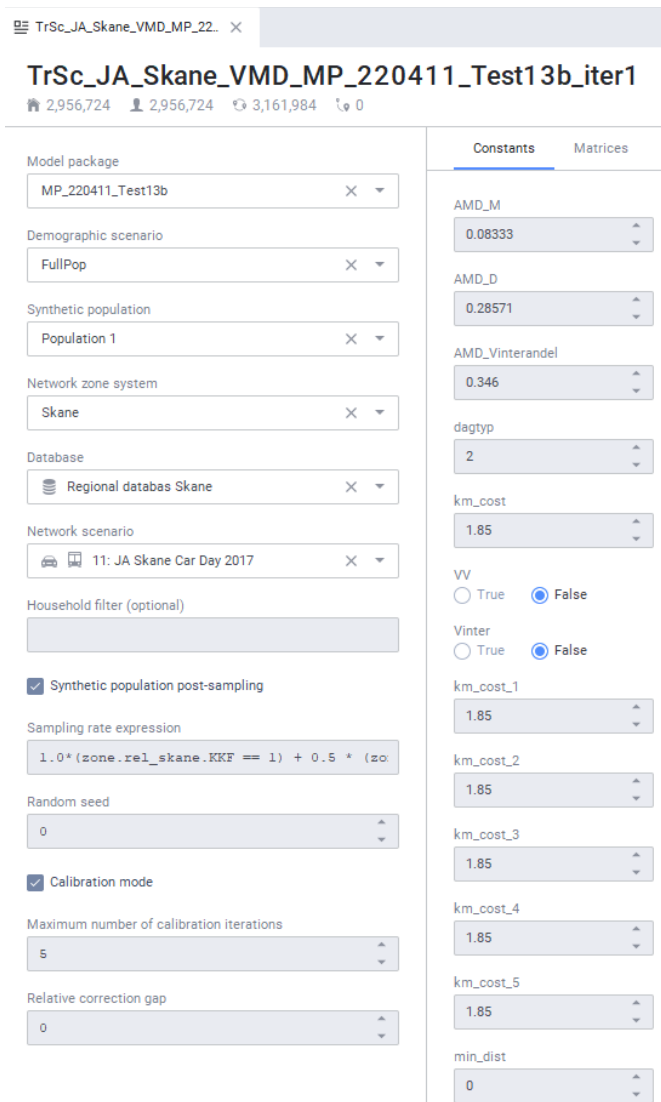 TrSc_JA_Skane_VMD_MP_22..
TrSc_JA_Skane_VMD_MP_220411_Test13b_iter1
2,956,724 2,956,724 3,161,984 0
Model package
MP_220411_Test13b
Demographic scenario
FullPop
Synthetic population
Population 1
Network zone system
Skane
Database
Regional databas Skane
Network scenario
11: JA Skane Car Day 2017
Household filter (optional)
Synthetic population post-sampling
Sampling rate expression
1.0*(zone.rel_skane.KKF == 1) + 0.5 * (zo
Random seed
0
Calibration mode
Maximum number of calibration iterations
5
Relative correction gap
0
Constants Matrices
AMD_M
0.08333
AMD_D
0.28571
AMD_Vinterandel
0.346
dagtyp
2
km_cost
1.85
VV
True False
Vinter
True False
km_cost_1
1.85
km_cost_2
1.85
km_cost_3
1.85
km_cost_4
1.85
km_cost_5
1.85
min_dist
0